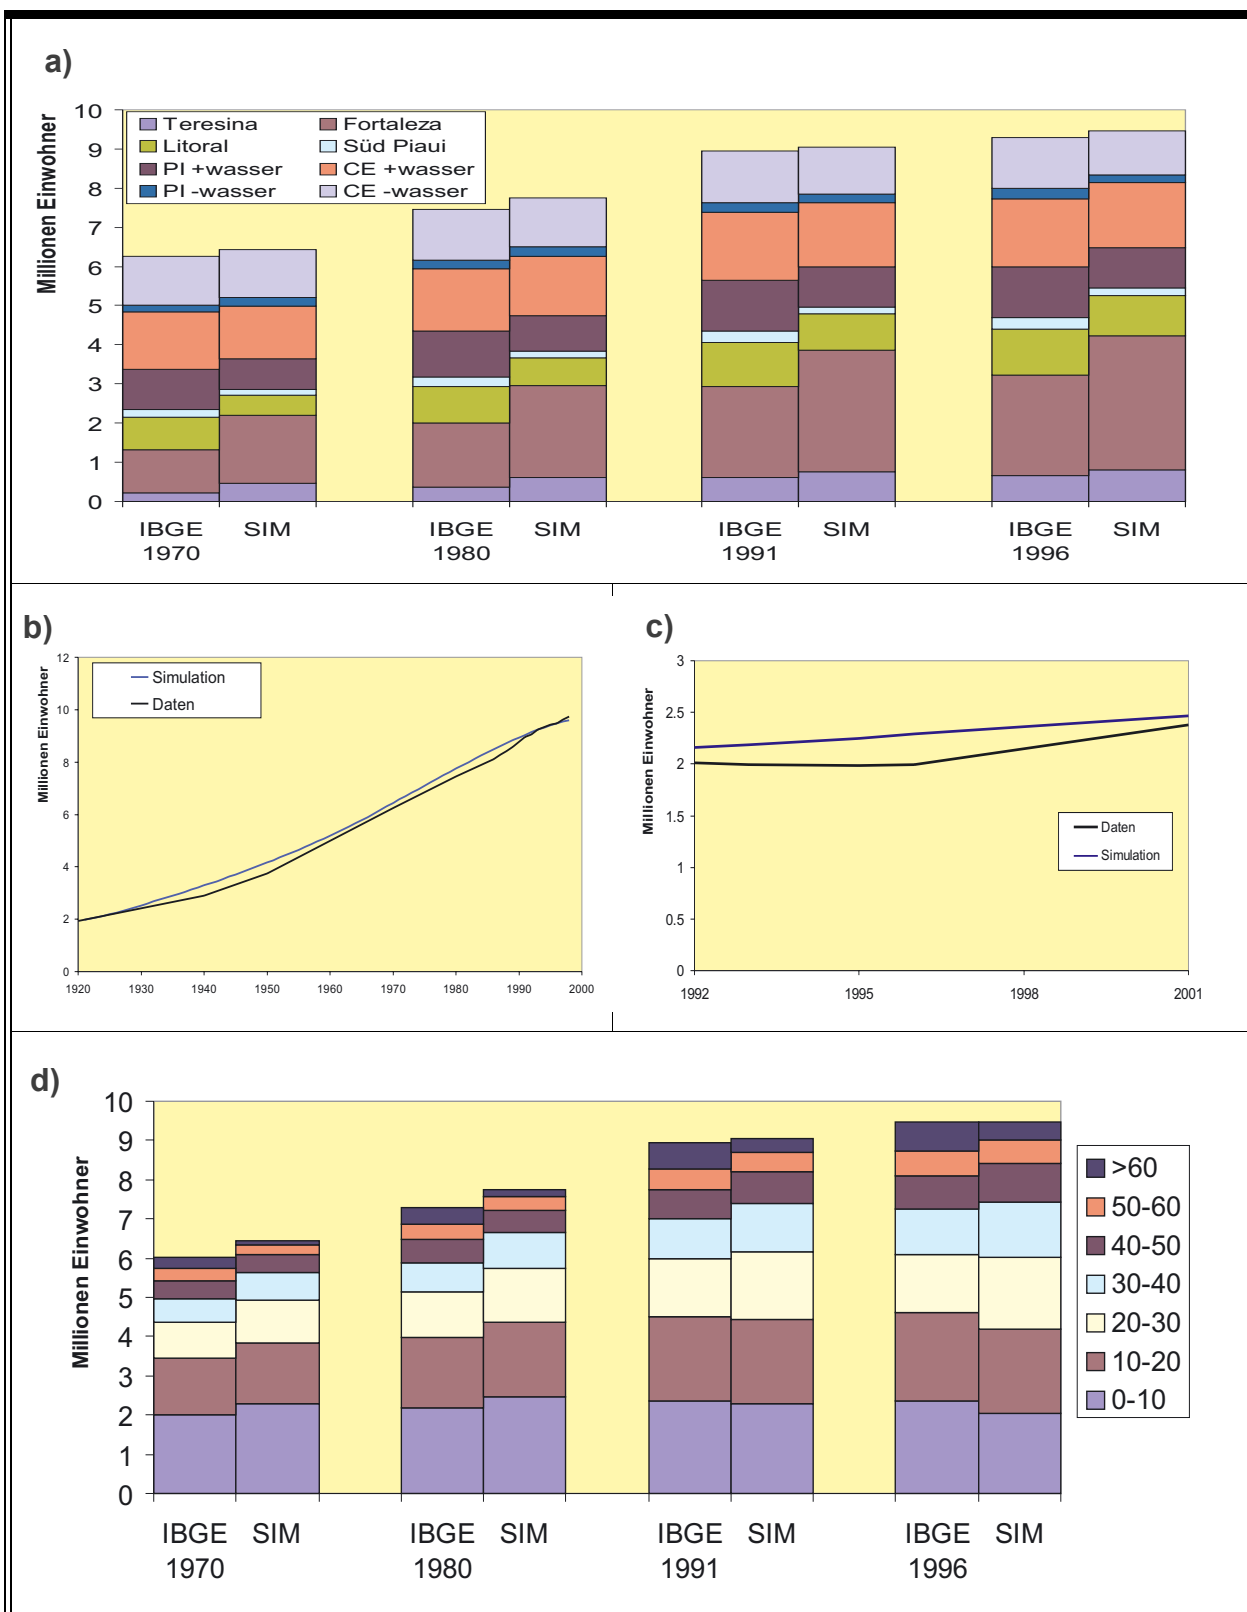 a)
Millionen Einwohner
10
9
8
7
6
5
4
3
2
1
0
Teresina Fortaleza
Litoral Süd Piaui
PI +wasser CE +wasser
PI -wasser CE -wasser
IBGE SIM IBGE SIM IBGE SIM IBGE SIM
1970 1980 1991 1996
b)
Millionen Einwohner
12
10
8
6
4
2
0
Simulation
Daten
1920 1930 1940 1950 1960 1970 1980 1990 2000
c)
Millionen Einwohner
3
2.5
2
1.5
1
0.5
0
Daten
Simulation
1992 1995 1998 2001
d)
Millionen Einwohner
10
9
8
7
6
5
4
3
2
1
0
>60
50-60
40-50
30-40
20-30
10-20
0-10
IBGE SIM IBGE SIM IBGE SIM IBGE SIM
1970 1980 1991 1996